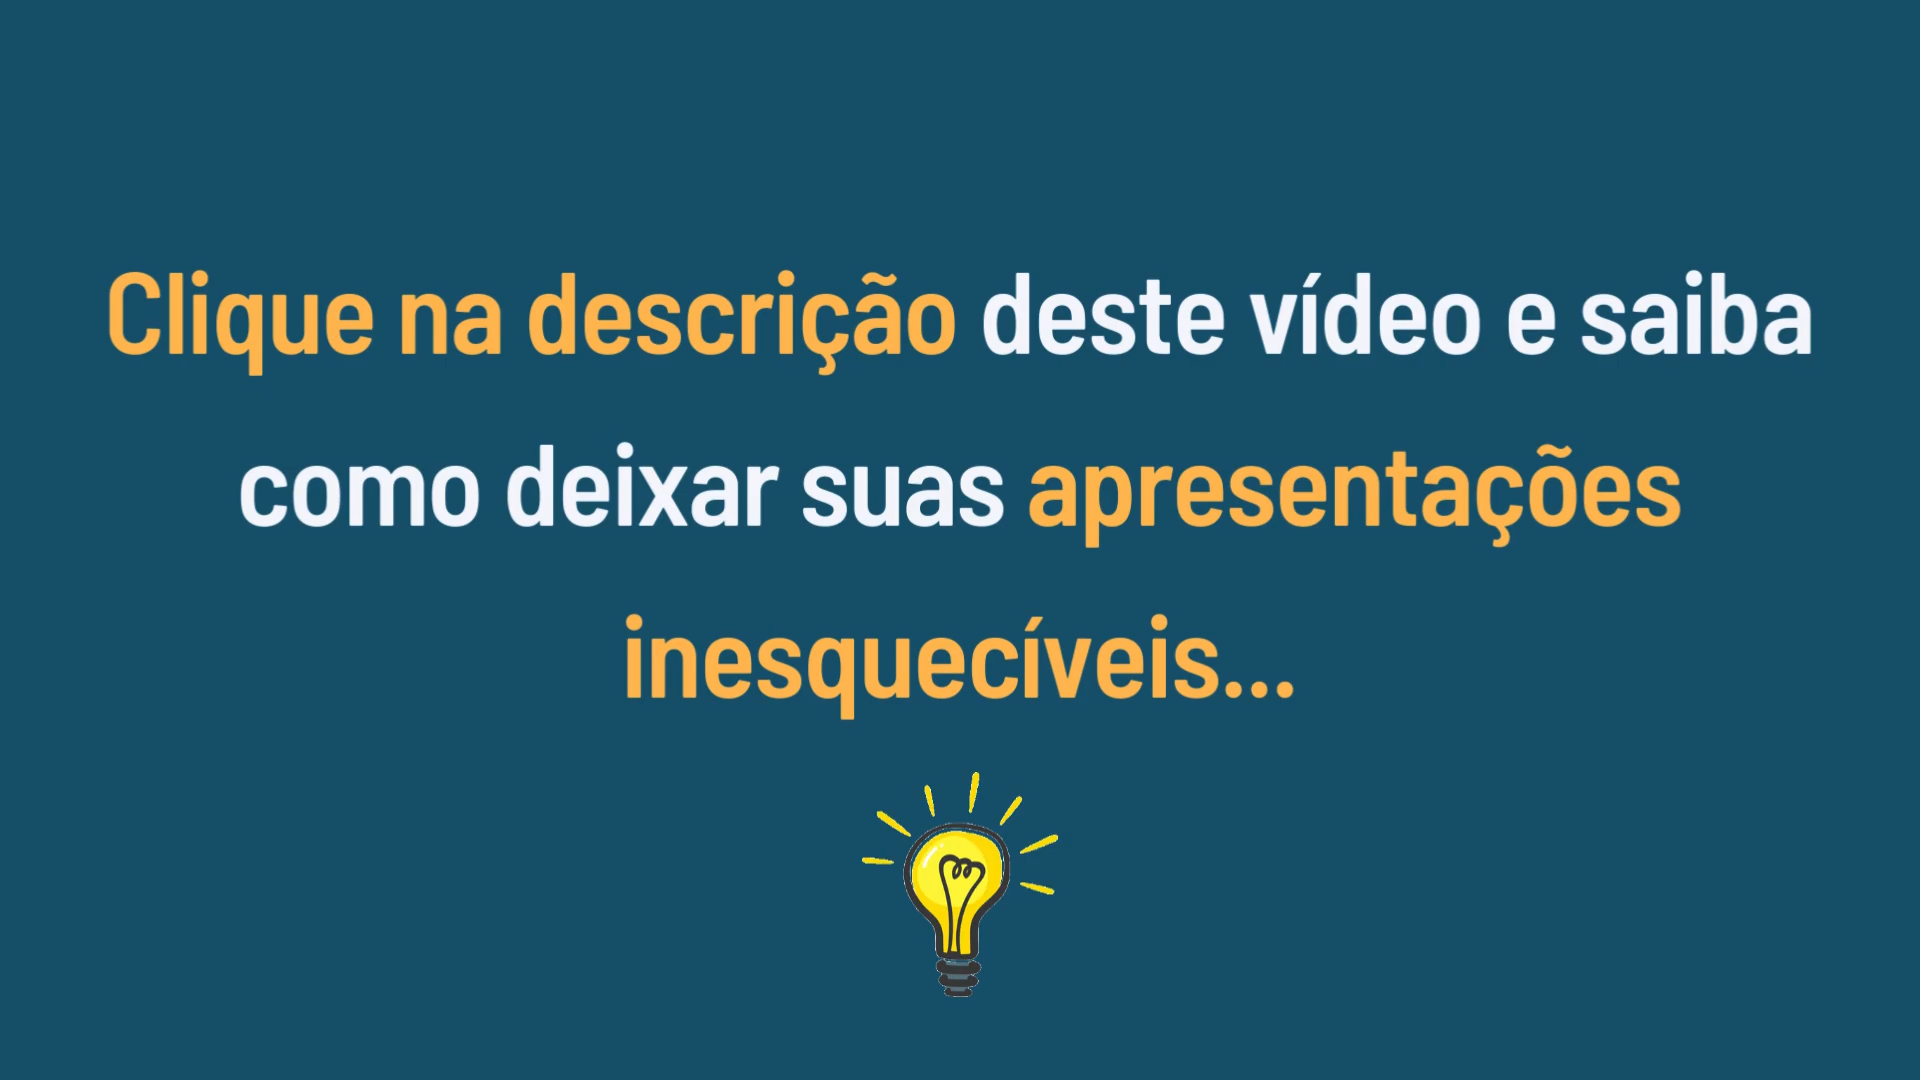 Clique na descrição deste vídeo e saiba
como deixar suas apresentações
inesquecíveis...